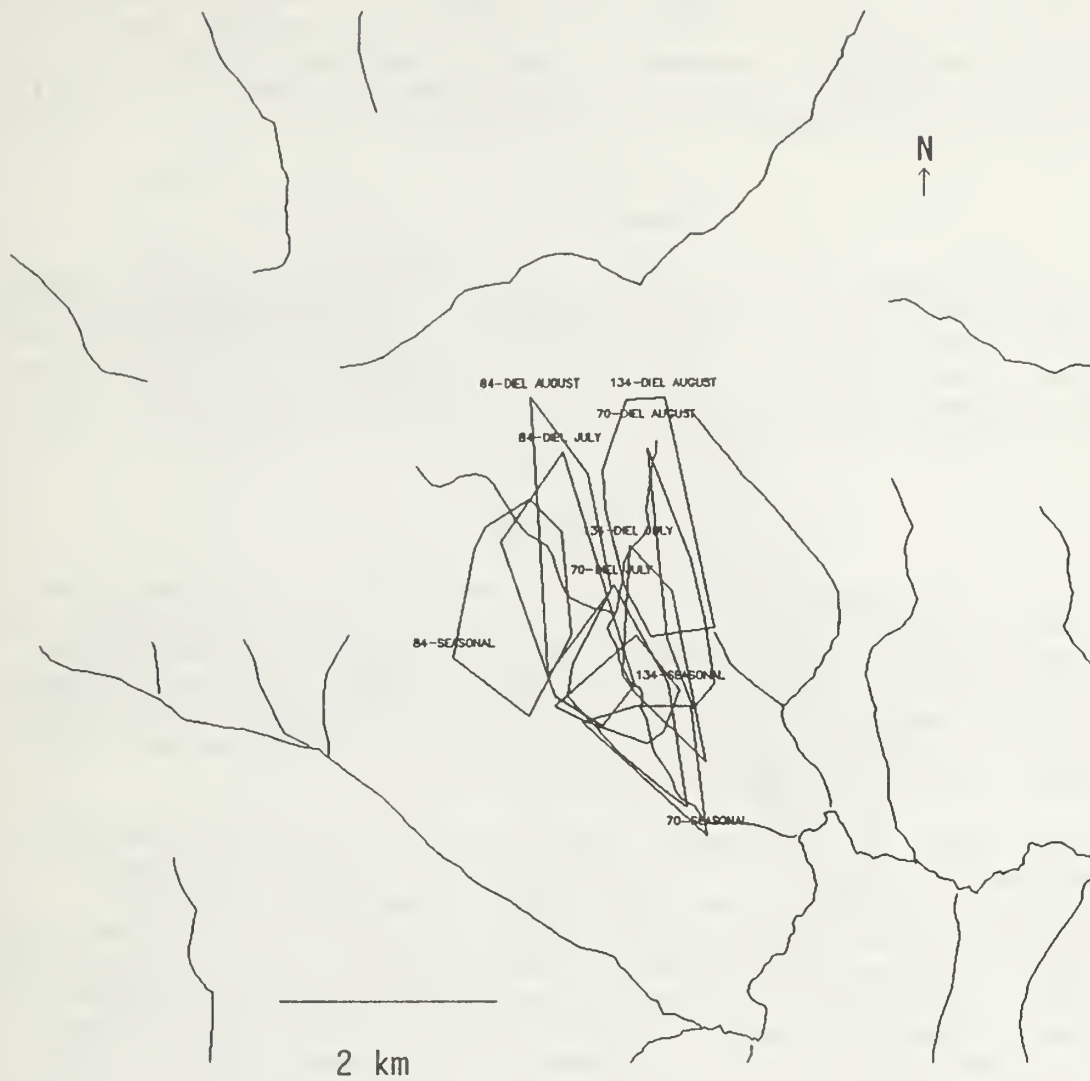 N
84-DIEL AUGUST
134-DIEL AUGUST
70-DIEL AUGUST
84-DIEL JULY
134-DIEL JULY
70-DIEL JULY
84-SEASONAL
134-SEASONAL
70-SEASONAL
2 km